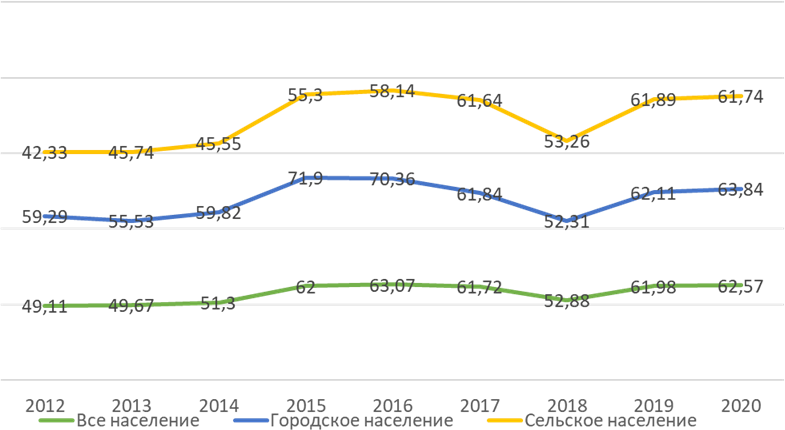 55,3 58,14 61,64 61,89 61,74
42,33 45,74 45,55 53,26
71,9 70,36 61,84 62,11 63,84
59,29 55,53 59,82 52,31
62 63,07 61,72 61,98 62,57
49,11 49,67 51,3 52,88
2012 2013 2014 2015 2016 2017 2018 2019 2020
Все население Городское население Сельское население